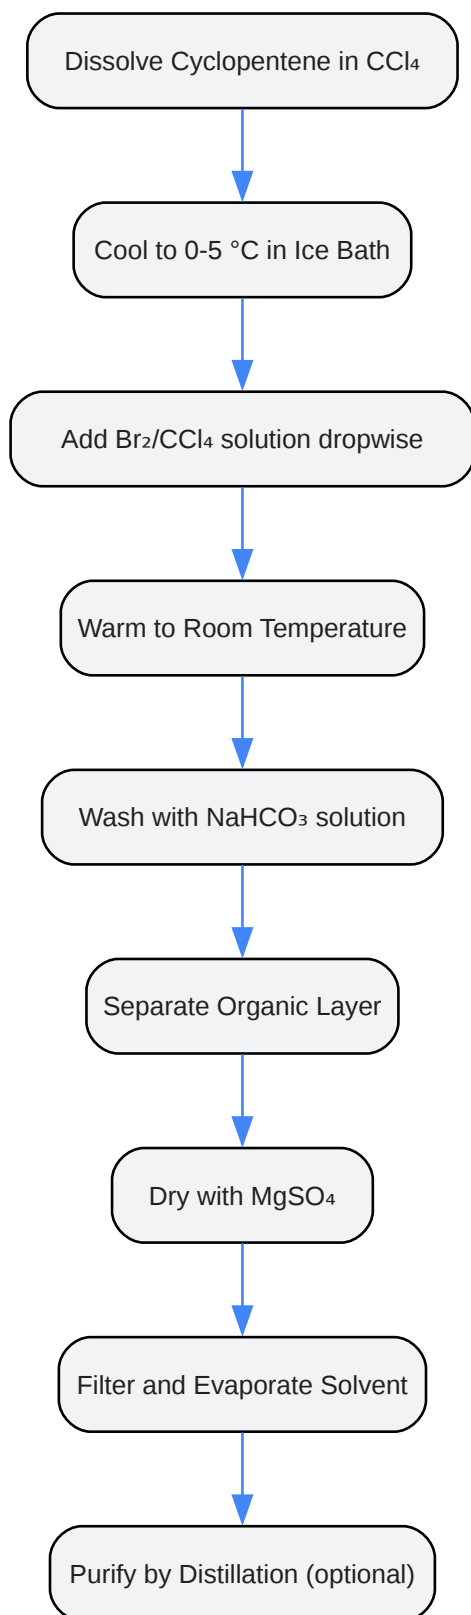 Dissolve Cyclopentene in CCl₄
Cool to 0-5 °C in Ice Bath
Add Br₂/CCl₄ solution dropwise
Warm to Room Temperature
Wash with NaHCO₃ solution
Separate Organic Layer
Dry with MgSO₄
Filter and Evaporate Solvent
Purify by Distillation (optional)